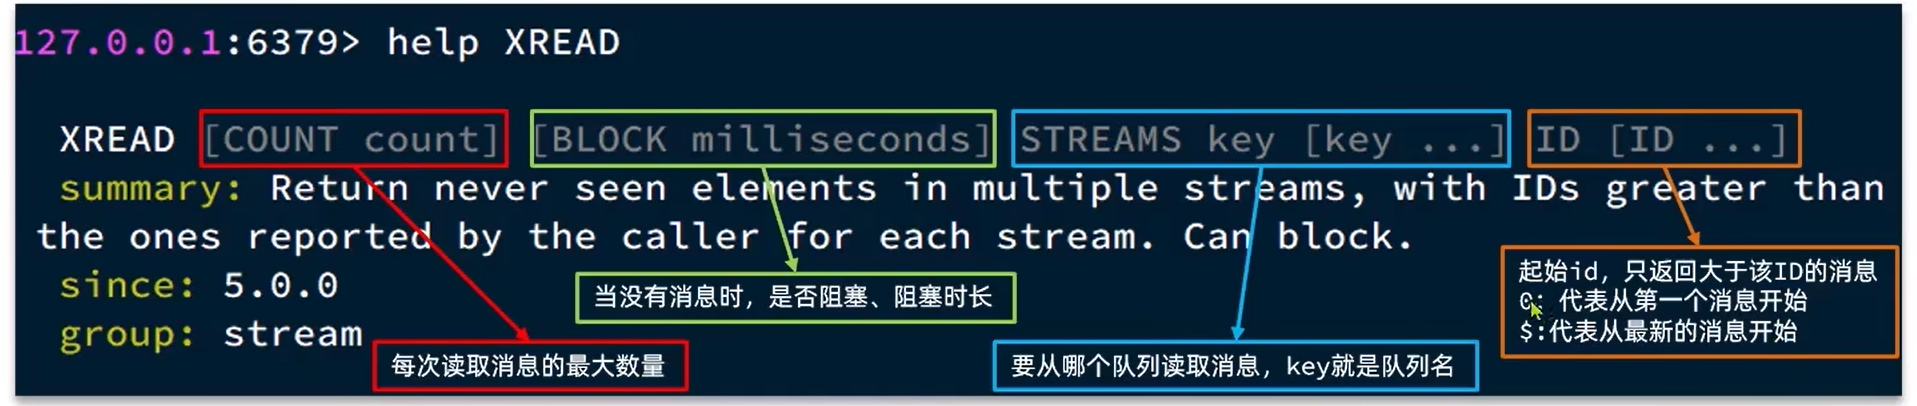 127.0.0.1:6379> help XREAD
XREAD [COUNT count] [BLOCK milliseconds] STREAMS key [key ...] ID [ID ...]
summary: Return never seen elements in multiple streams, with IDs greater than
the ones reported by the caller for each stream. Can block.
since: 5.0.0
group: stream
每次读取消息的最大数量
当没有消息时，是否阻塞、阻塞时长
要从哪个队列读取消息，key就是队列名
起始id，只返回大于该ID的消息
0: 代表从第一个消息开始
$:代表从最新的消息开始